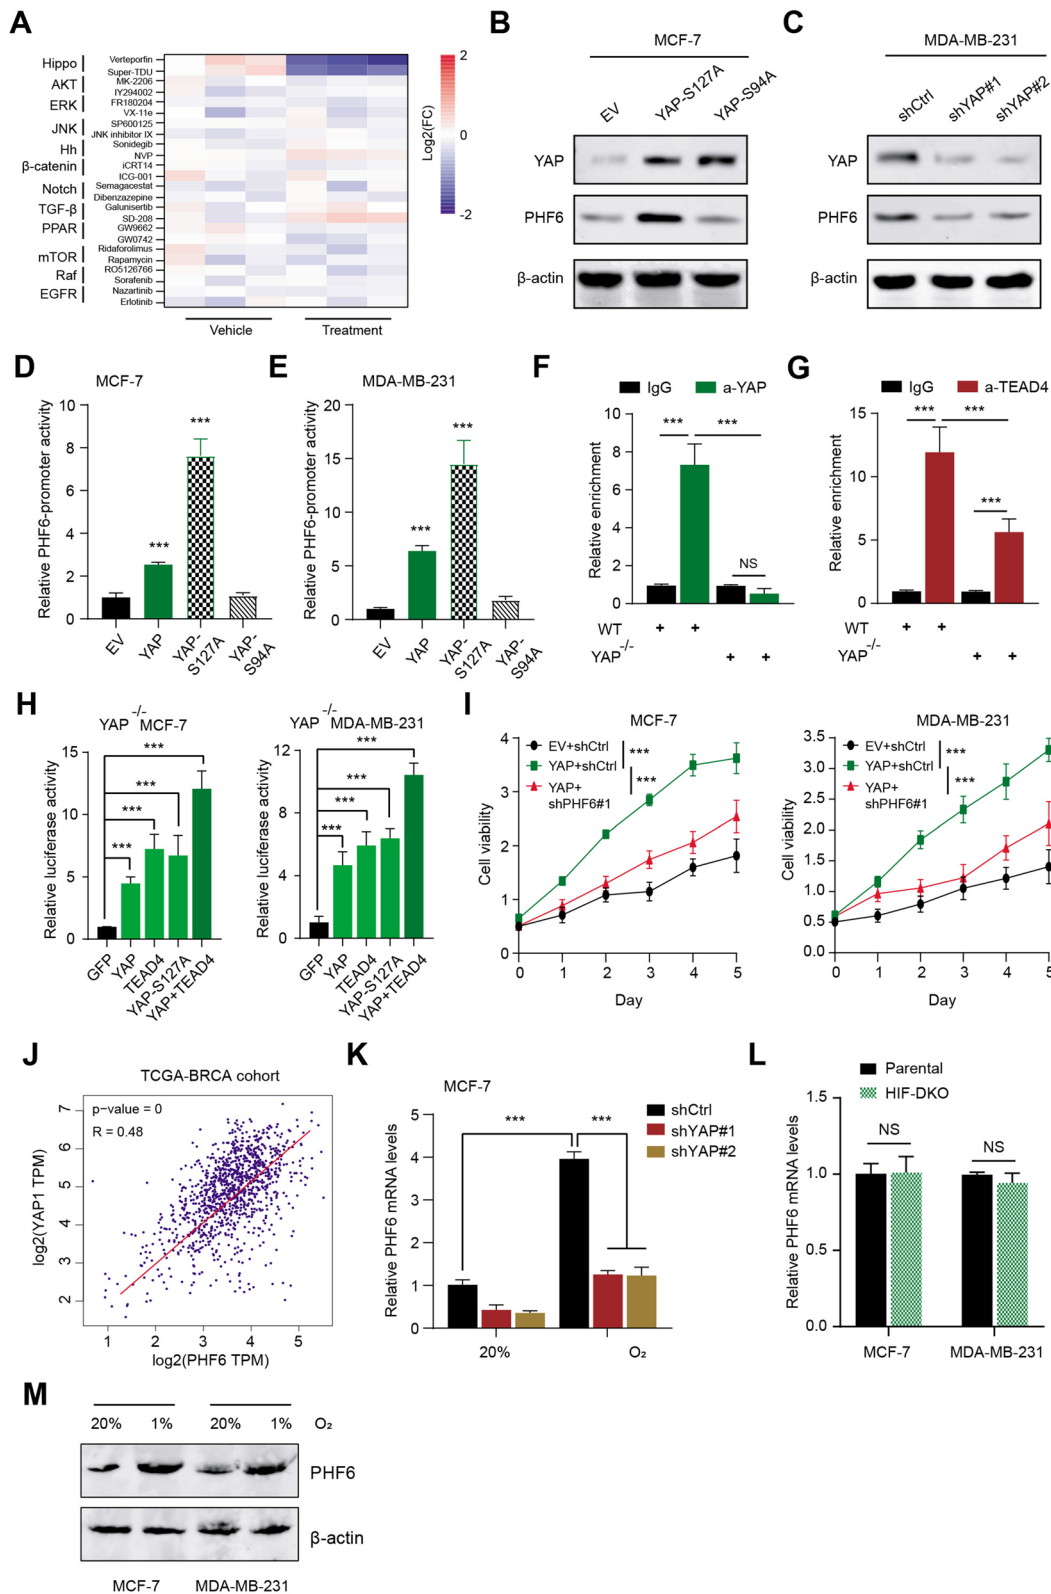 A
Hippo
AKT
ERK
JNK
Hh
β-catenin
Notch
TGF-β
PPAR
mTOR
Raf
EGFR
Verteporfin
Super-TDU
MK-2206
IY294002
FR180204
VX-11e
SP600125
JNK inhibitor IX
Sonidegib
NVP
iCRT14
ICG-001
Semagacestat
Dibenzazepine
Galunisertib
SD-208
GW9662
GW0742
Ridaforolimus
Rapamycin
RO5126766
Sorafenib
Nazartinib
Erlotinib
Vehicle
Treatment
2
0
-2
Log2(FC)
B
MCF-7
EV
YAP-S127A
YAP-S94A
YAP
PHF6
β-actin
C
MDA-MB-231
shCtrl
shYAP#1
shYAP#2
YAP
PHF6
β-actin
D
MCF-7
Relative PHF6-promoter activity
10
8
6
4
2
0
***
***
EV
YAP
YAP-S127A
YAP-S94A
E
MDA-MB-231
Relative PHF6-promoter activity
20
15
10
5
0
***
***
EV
YAP
YAP-S127A
YAP-S94A
F
IgG
a-YAP
Relative enrichment
10
8
6
4
2
0
***
***
NS
WT + +
YAP-/- + +
G
IgG
a-TEAD4
Relative enrichment
15
10
5
0
***
***
***
WT + +
YAP-/- + +
H
YAP-/- MCF-7
Relative luciferase activity
15
10
5
0
***
***
***
***
GFP
YAP
TEAD4
YAP-S127A
YAP+TEAD4
YAP-/- MDA-MB-231
Relative luciferase activity
12
8
4
0
***
***
***
***
GFP
YAP
TEAD4
YAP-S127A
YAP+TEAD4
I
MCF-7
EV+shCtrl
YAP+shCtrl
YAP+
shPHF6#1
***
***
Cell viability
4
3
2
1
0
0 1 2 3 4 5
Day
MDA-MB-231
EV+shCtrl
YAP+shCtrl
YAP+
shPHF6#1
***
***
Cell viability
3.5
3.0
2.5
2.0
1.5
1.0
0.5
0.0
0 1 2 3 4 5
Day
J
TCGA-BRCA cohort
p−value = 0
R = 0.48
log2(YAP1 TPM)
7
6
5
4
3
2
1 2 3 4 5
log2(PHF6 TPM)
K
MCF-7
shCtrl
shYAP#1
shYAP#2
Relative PHF6 mRNA levels
5
4
3
2
1
0
***
***
20%
O₂
L
Parental
HIF-DKO
Relative PHF6 mRNA levels
1.5
1.0
0.5
0.0
NS
NS
MCF-7
MDA-MB-231
M
20% 1% 20% 1% O₂
PHF6
β-actin
MCF-7 MDA-MB-231